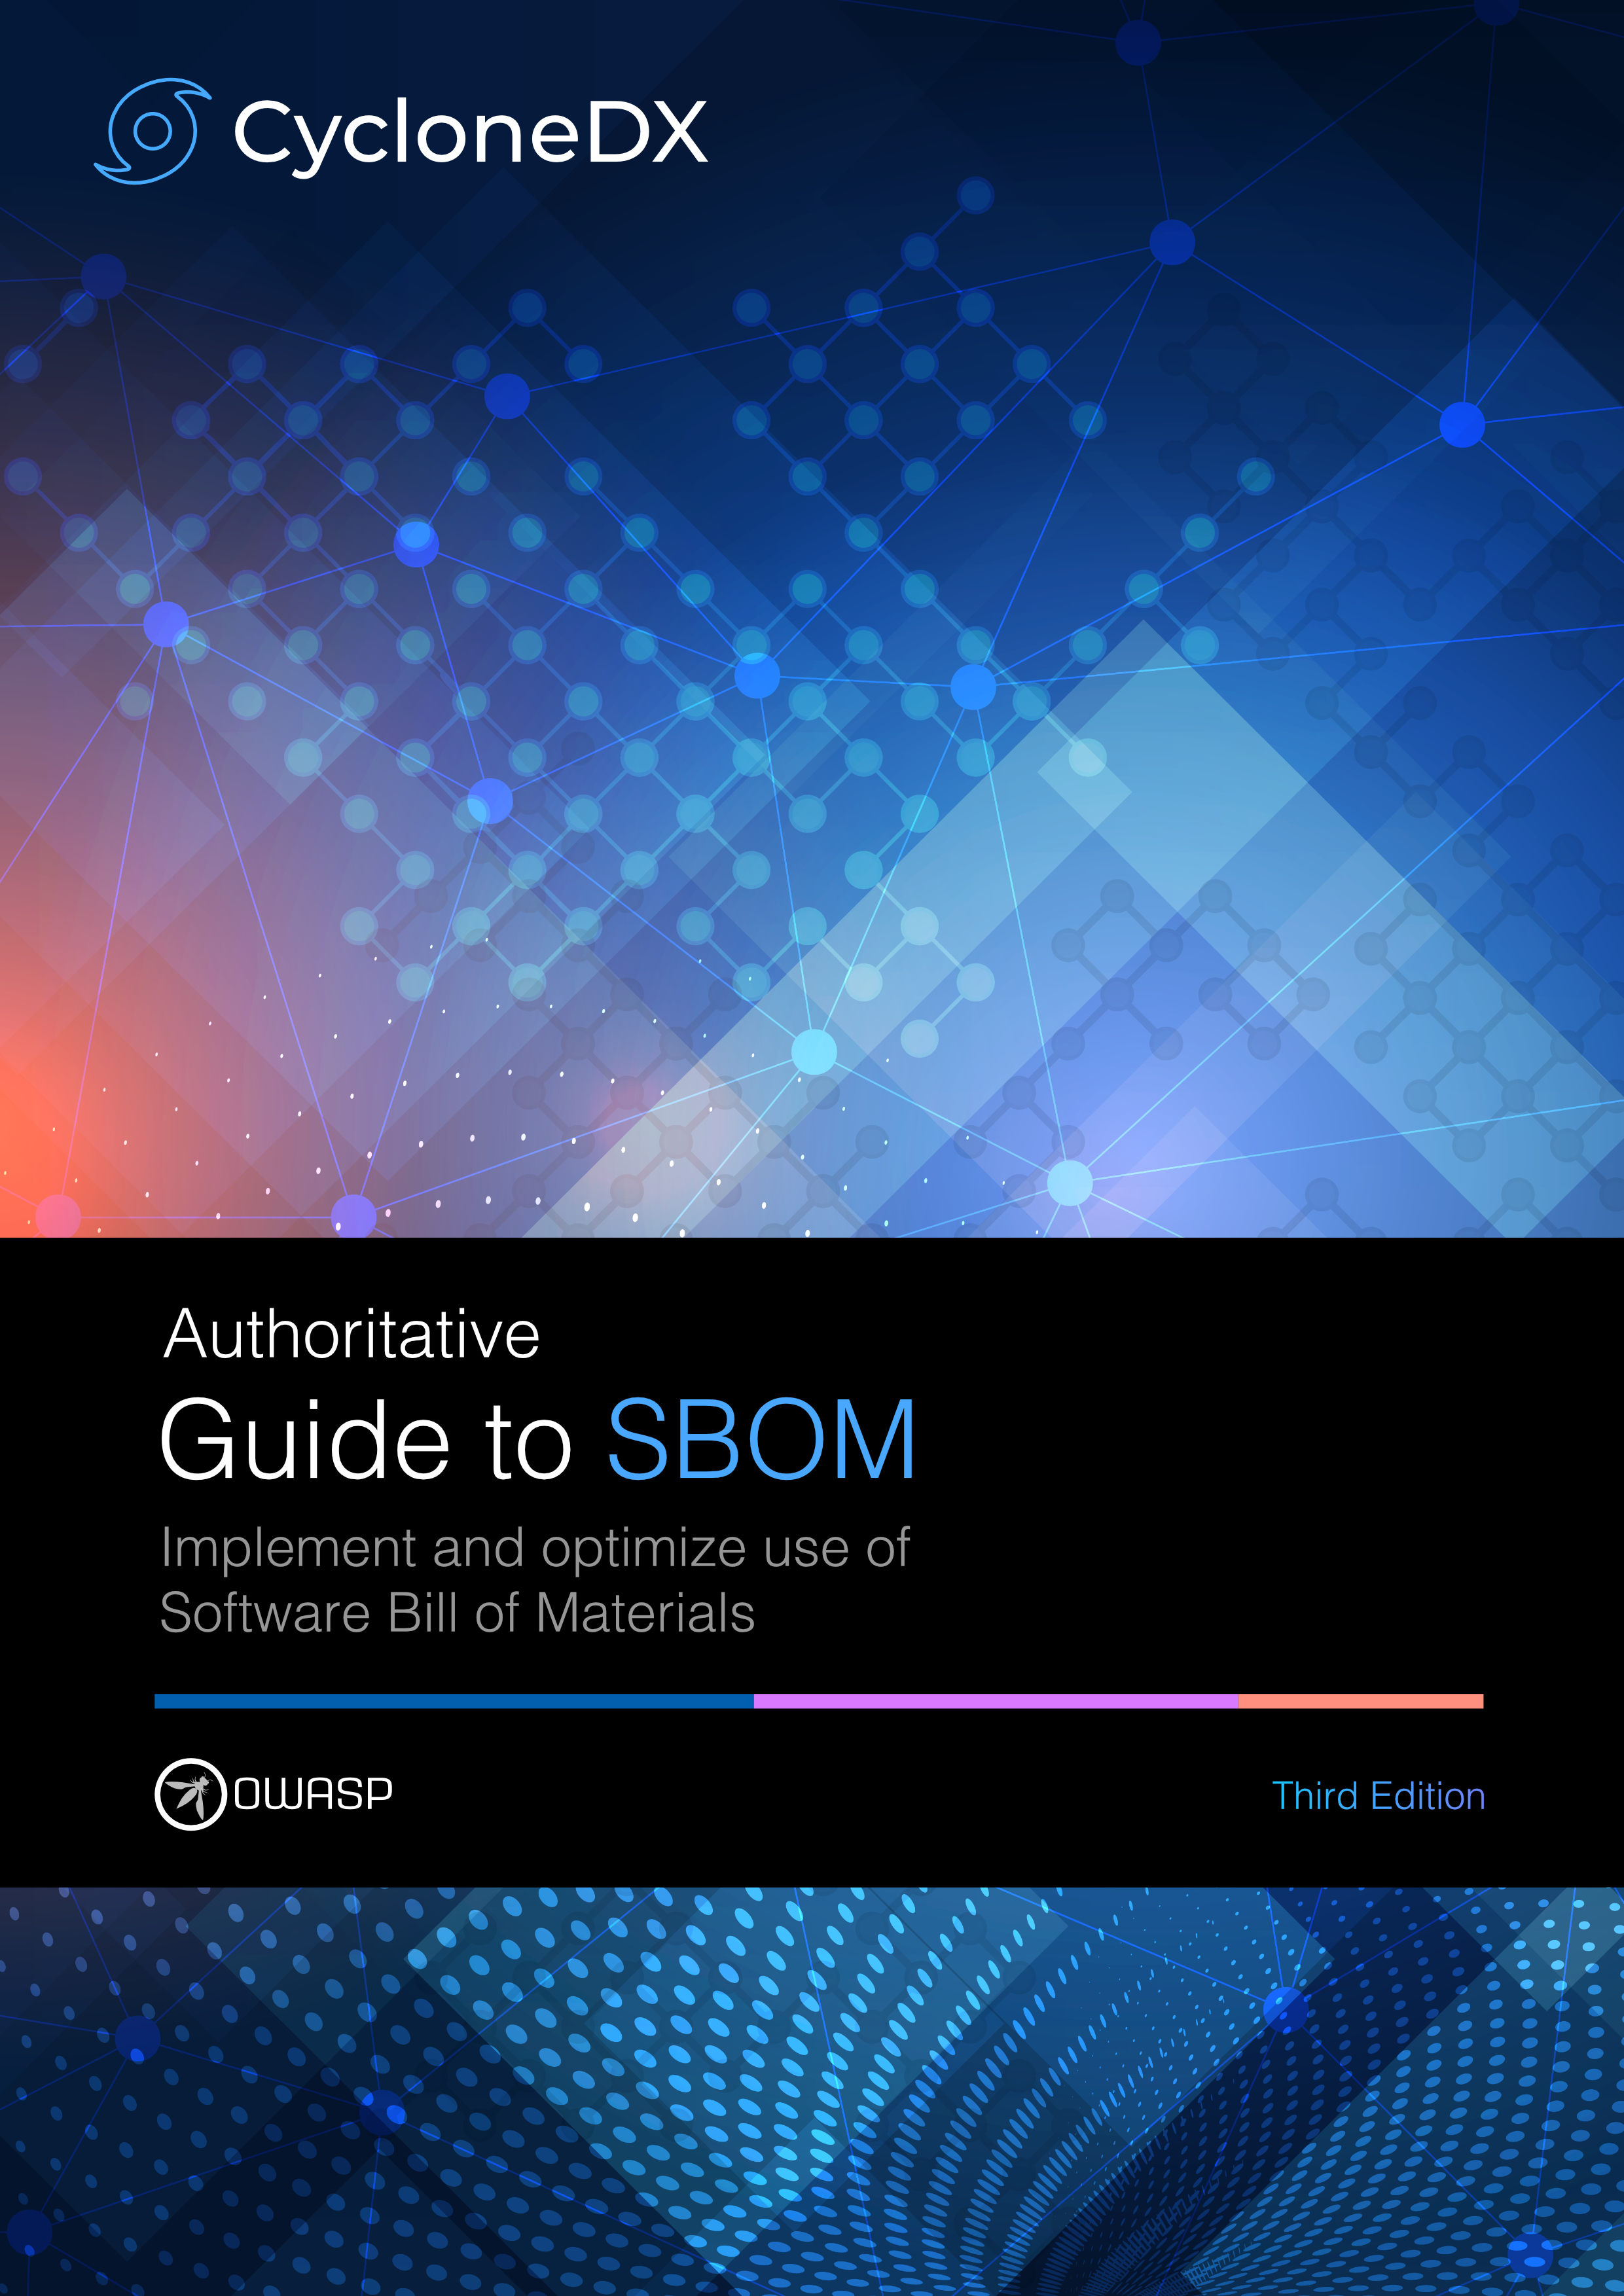 CycloneDX
Authoritative
Guide to SBOM
Implement and optimize use of
Software Bill of Materials
OWASP
Third Edition